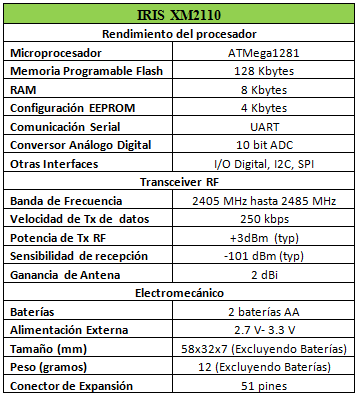 IRIS XM2110
Rendimiento del procesador
Microprocesador ATMega1281
Memoria Programable Flash 128 Kbytes
RAM 8 Kbytes
Configuración EEPROM 4 Kbytes
Comunicación Serial UART
Conversor Análogo Digital 10 bit ADC
Otras Interfaces I/O Digital, I2C, SPI
Transceiver RF
Banda de Frecuencia 2405 MHz hasta 2485 MHz
Velocidad de Tx de datos 250 kbps
Potencia de Tx RF +3dBm (typ)
Sensibilidad de recepción -101 dBm (typ)
Ganancia de Antena 2 dBi
Electromecánico
Baterías 2 baterías AA
Alimentación Externa 2.7 V- 3.3 V
Tamaño (mm) 58x32x7 (Excluyendo Baterías)
Peso (gramos) 12 (Excluyendo Baterías)
Conector de Expansión 51 pines